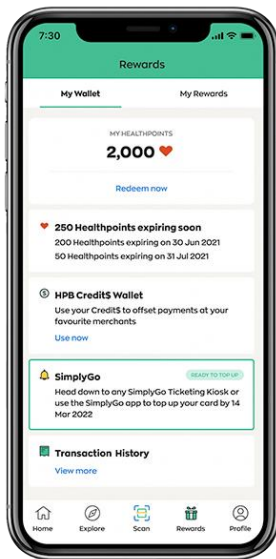 7:30
Rewards
My Wallet
My Rewards
MY HEALTHPOINTS
2,000
Redeem now
250 Healthpoints expiring soon
200 Healthpoints expiring on 30 Jun 2021
50 Healthpoints expiring on 31 Jul 2021
HPB Credit$ Wallet
Use your Credit$ to offset payments at your
favourite merchants
Use now
SimplyGo
READY TO TOP UP
Head down to any SimplyGo Ticketing Kiosk or
use the SimplyGo app to top up your card by 14
Mar 2022
Transaction History
View more
Home
Explore
Scan
Rewards
Profile